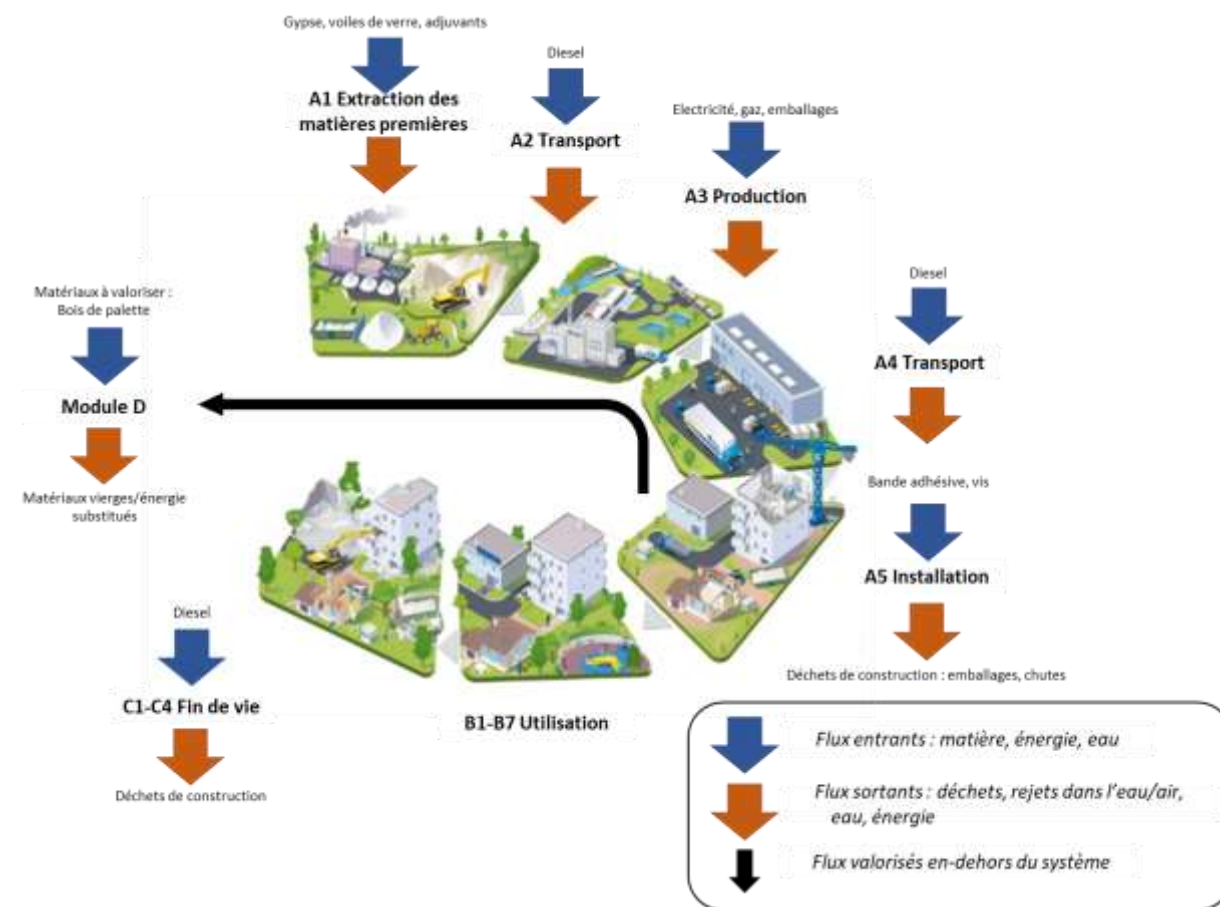 Gypse, voiles de verre, adjuvants
A1 Extraction des
matières premières
Diesel
A2 Transport
Electricité, gaz, emballages
A3 Production
Diesel
A4 Transport
Bande adhésive, vis
A5 Installation
Déchets de construction : emballages, chutes
B1-B7 Utilisation
Diesel
C1-C4 Fin de vie
Déchets de construction
Matériaux à valoriser :
Bois de palette
Module D
Matériaux vierges/énergie
substitués
Flux entrants : matière, énergie, eau
Flux sortants : déchets, rejets dans l'eau/air,
eau, énergie
Flux valorisés en-dehors du système